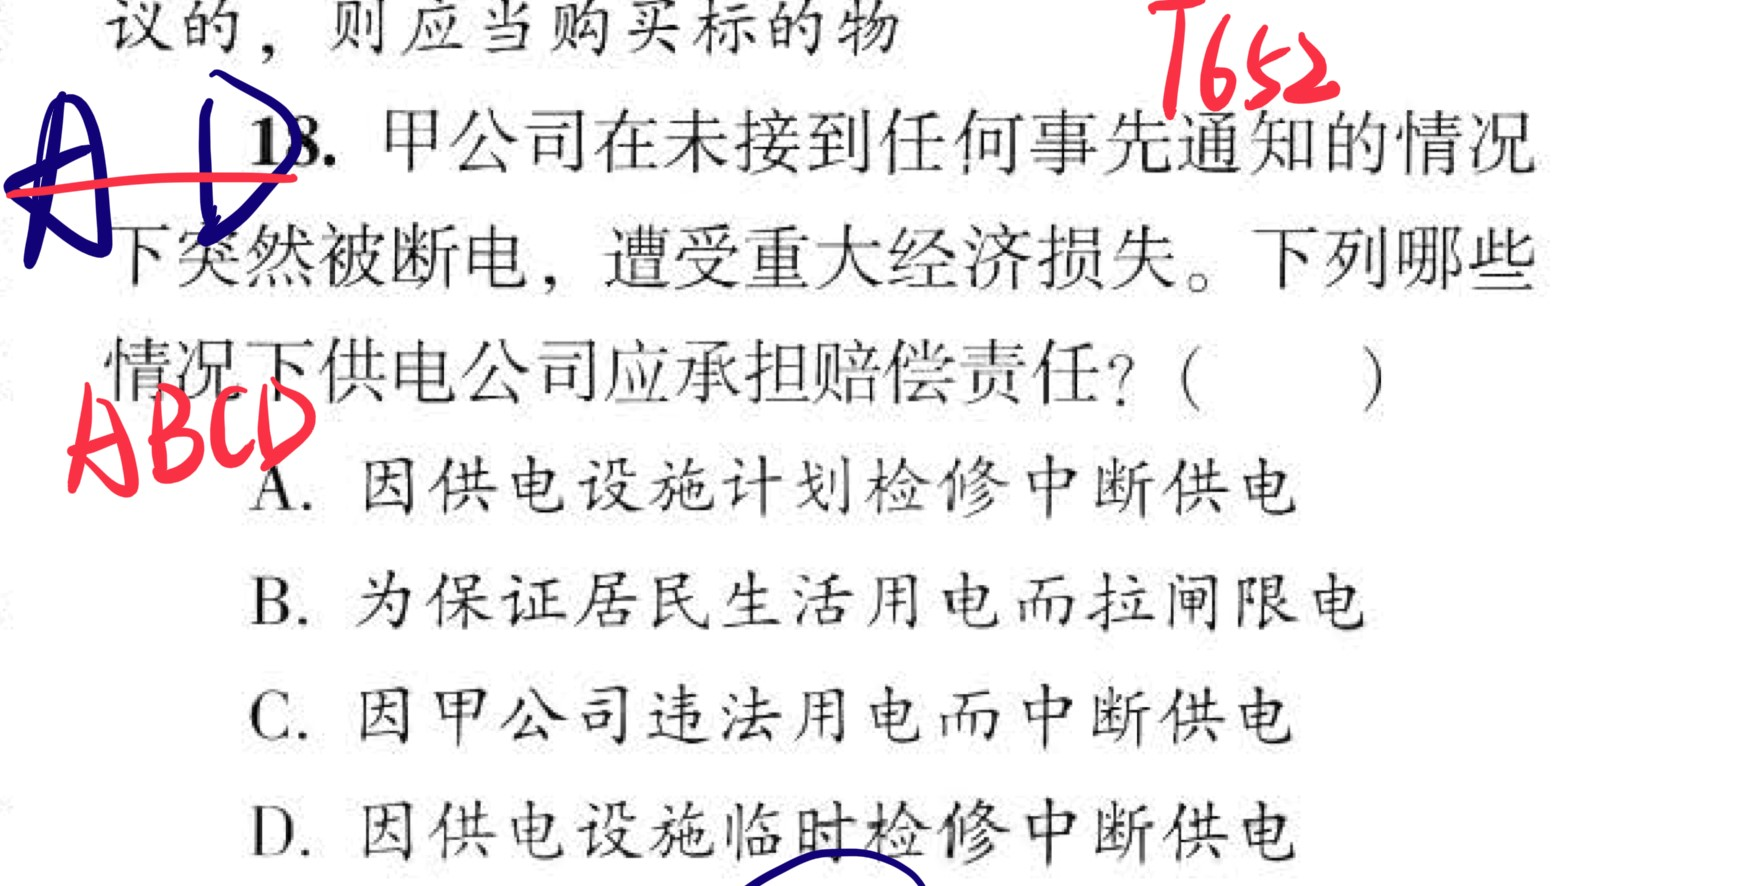 议的，则应当购买标的物
T652
AD
13. 甲公司在未接到任何事先通知的情况
下突然被断电，遭受重大经济损失。下列哪些
情况下供电公司应承担赔偿责任？（　　）
ABCD
A. 因供电设施计划检修中断供电
B. 为保证居民生活用电而拉闸限电
C. 因甲公司违法用电而中断供电
D. 因供电设施临时检修中断供电